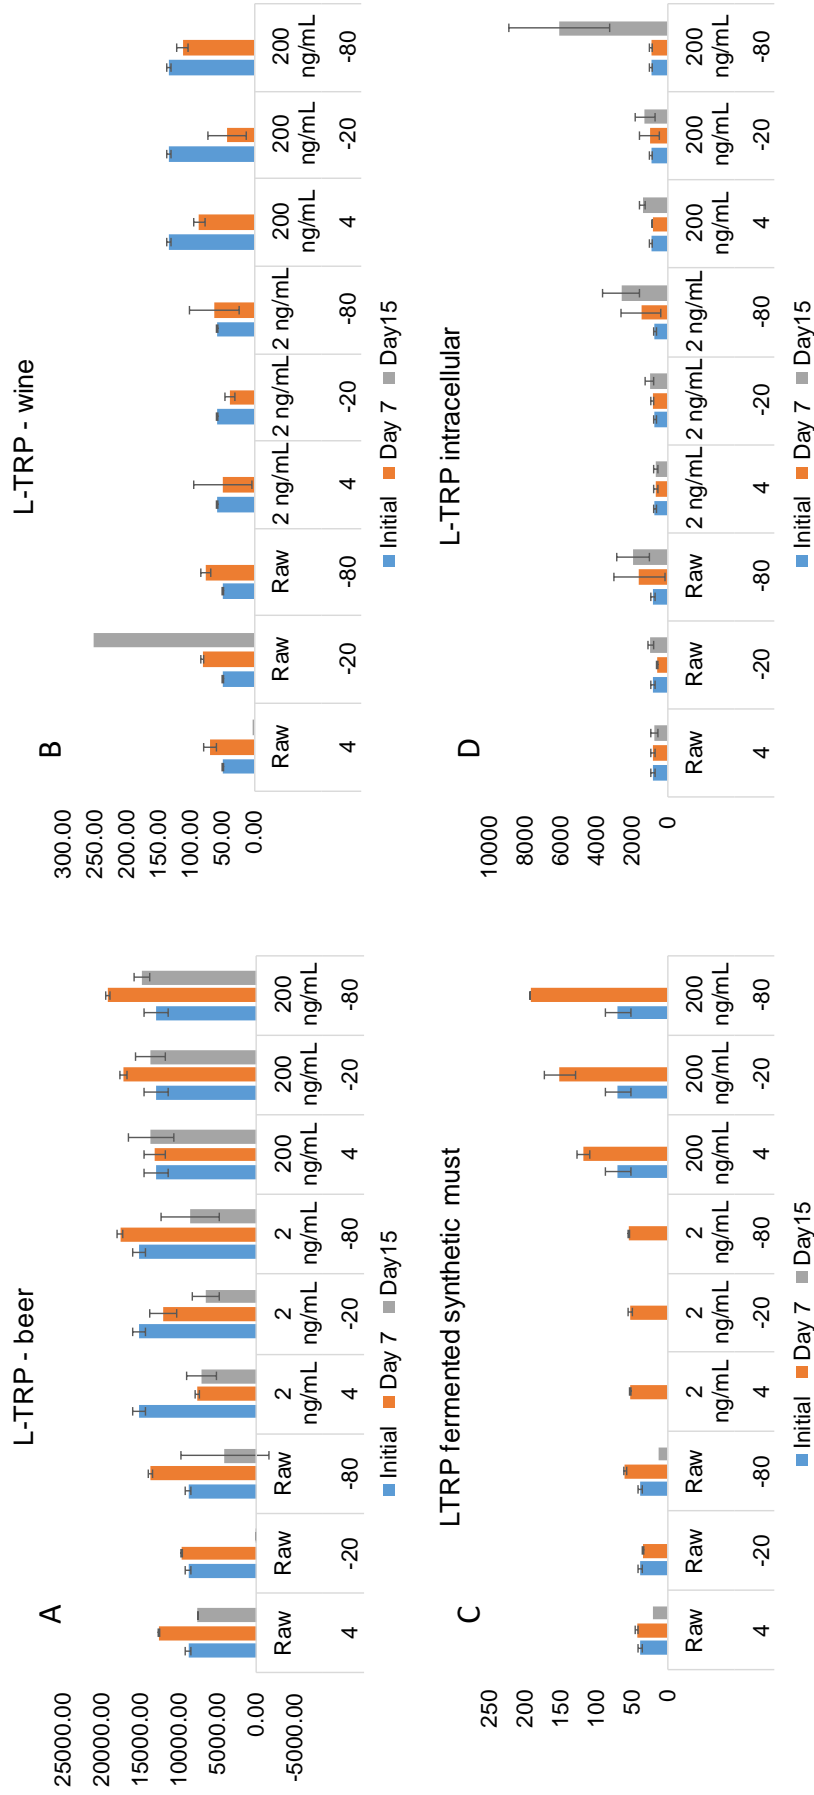 A
L-TRP - beer
25000.00
20000.00
15000.00
10000.00
5000.00
0.00
-5000.00
Raw Raw Raw 2 ng/mL 2 ng/mL 2 ng/mL 200 ng/mL 200 ng/mL 200 ng/mL
4 -20 -80 4 -20 -80 4 -20 -80
Initial Day 7 Day15
B
L-TRP - wine
300.00
250.00
200.00
150.00
100.00
50.00
0.00
Raw Raw Raw 2 ng/mL 2 ng/mL 2 ng/mL 200 ng/mL 200 ng/mL 200 ng/mL
4 -20 -80 4 -20 -80 4 -20 -80
Initial Day 7 Day15
C
LTRP fermented synthetic must
250
200
150
100
50
0
Raw Raw Raw 2 ng/mL 2 ng/mL 2 ng/mL 200 ng/mL 200 ng/mL 200 ng/mL
4 -20 -80 4 -20 -80 4 -20 -80
Initial Day 7 Day15
D
L-TRP intracellular
10000
8000
6000
4000
2000
0
Raw Raw Raw 2 ng/mL 2 ng/mL 2 ng/mL 200 ng/mL 200 ng/mL 200 ng/mL
4 -20 -80 4 -20 -80 4 -20 -80
Initial Day 7 Day15